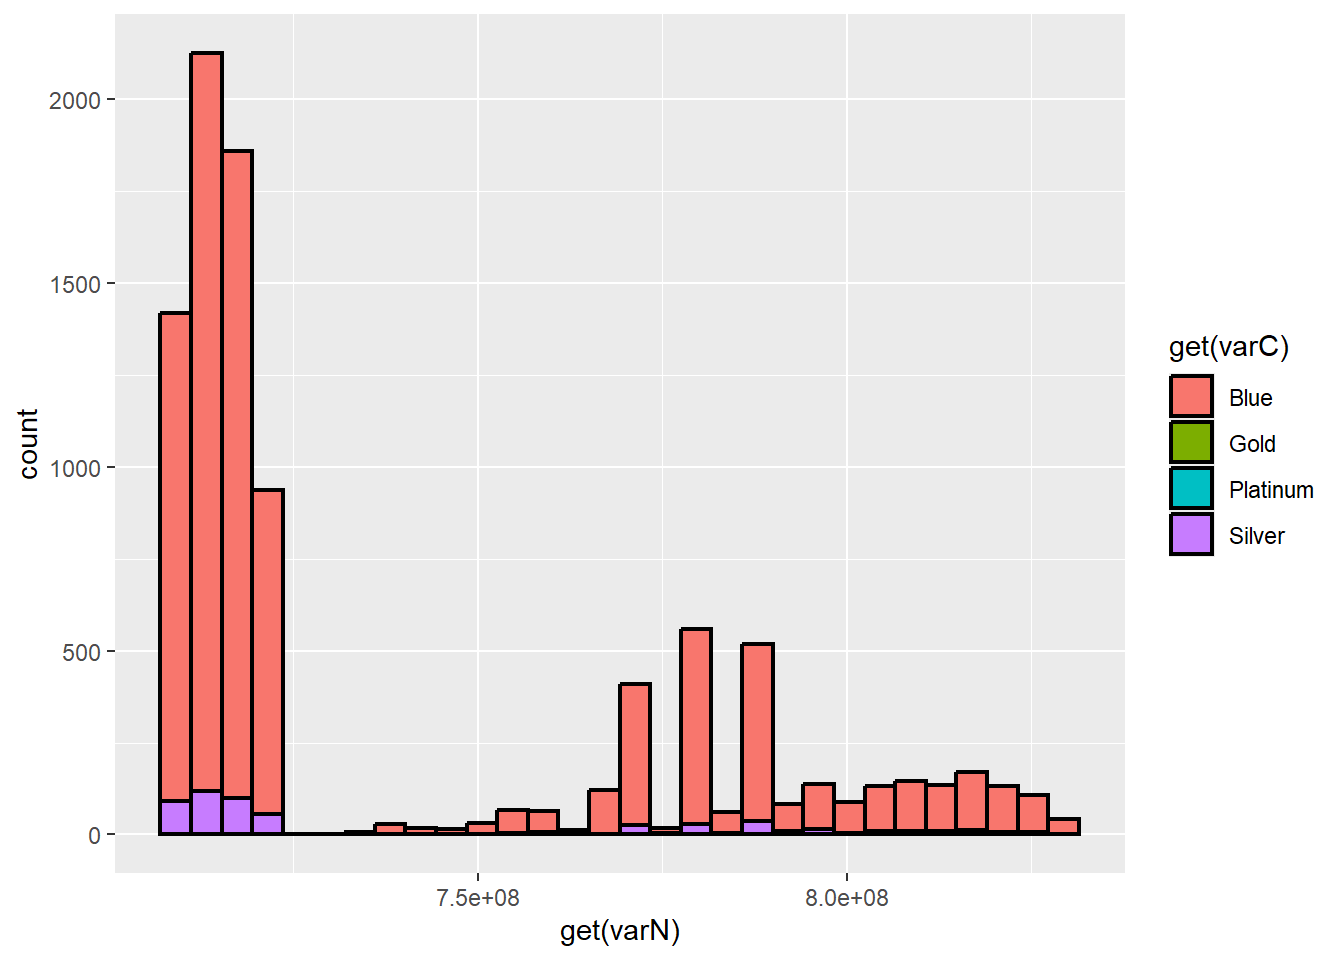 2000
1500
1000
500
0
count
7.5e+08
8.0e+08
get(varN)
get(varC)
Blue
Gold
Platinum
Silver